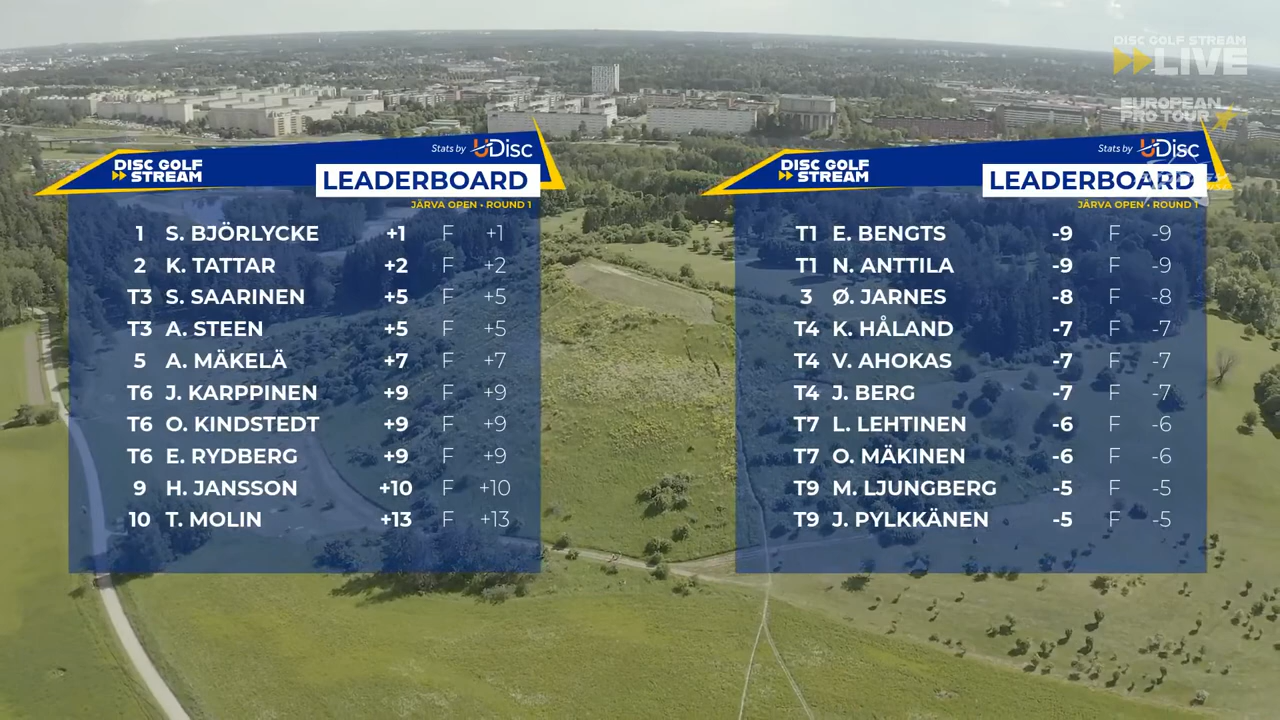 DISC GOLF STREAM
LIVE
EUROPEAN
PRO TOUR
Stats by UDisc
DISC GOLF
STREAM
LEADERBOARD
JÄRVA OPEN • ROUND 1
1 S. BJÖRLYCKE +1 F +1
2 K. TATTAR +2 F +2
T3 S. SAARINEN +5 F +5
T3 A. STEEN +5 F +5
5 A. MÄKELÄ +7 F +7
T6 J. KARPPINEN +9 F +9
T6 O. KINDSTEDT +9 F +9
T6 E. RYDBERG +9 F +9
9 H. JANSSON +10 F +10
10 T. MOLIN +13 F +13
Stats by UDisc
DISC GOLF
STREAM
LEADERBOARD
JÄRVA OPEN • ROUND 1
T1 E. BENGTS -9 F -9
T1 N. ANTTILA -9 F -9
3 Ø. JARNES -8 F -8
T4 K. HÅLAND -7 F -7
T4 V. AHOKAS -7 F -7
T4 J. BERG -7 F -7
T7 L. LEHTINEN -6 F -6
T7 O. MÄKINEN -6 F -6
T9 M. LJUNGBERG -5 F -5
T9 J. PYLKKÄNEN -5 F -5